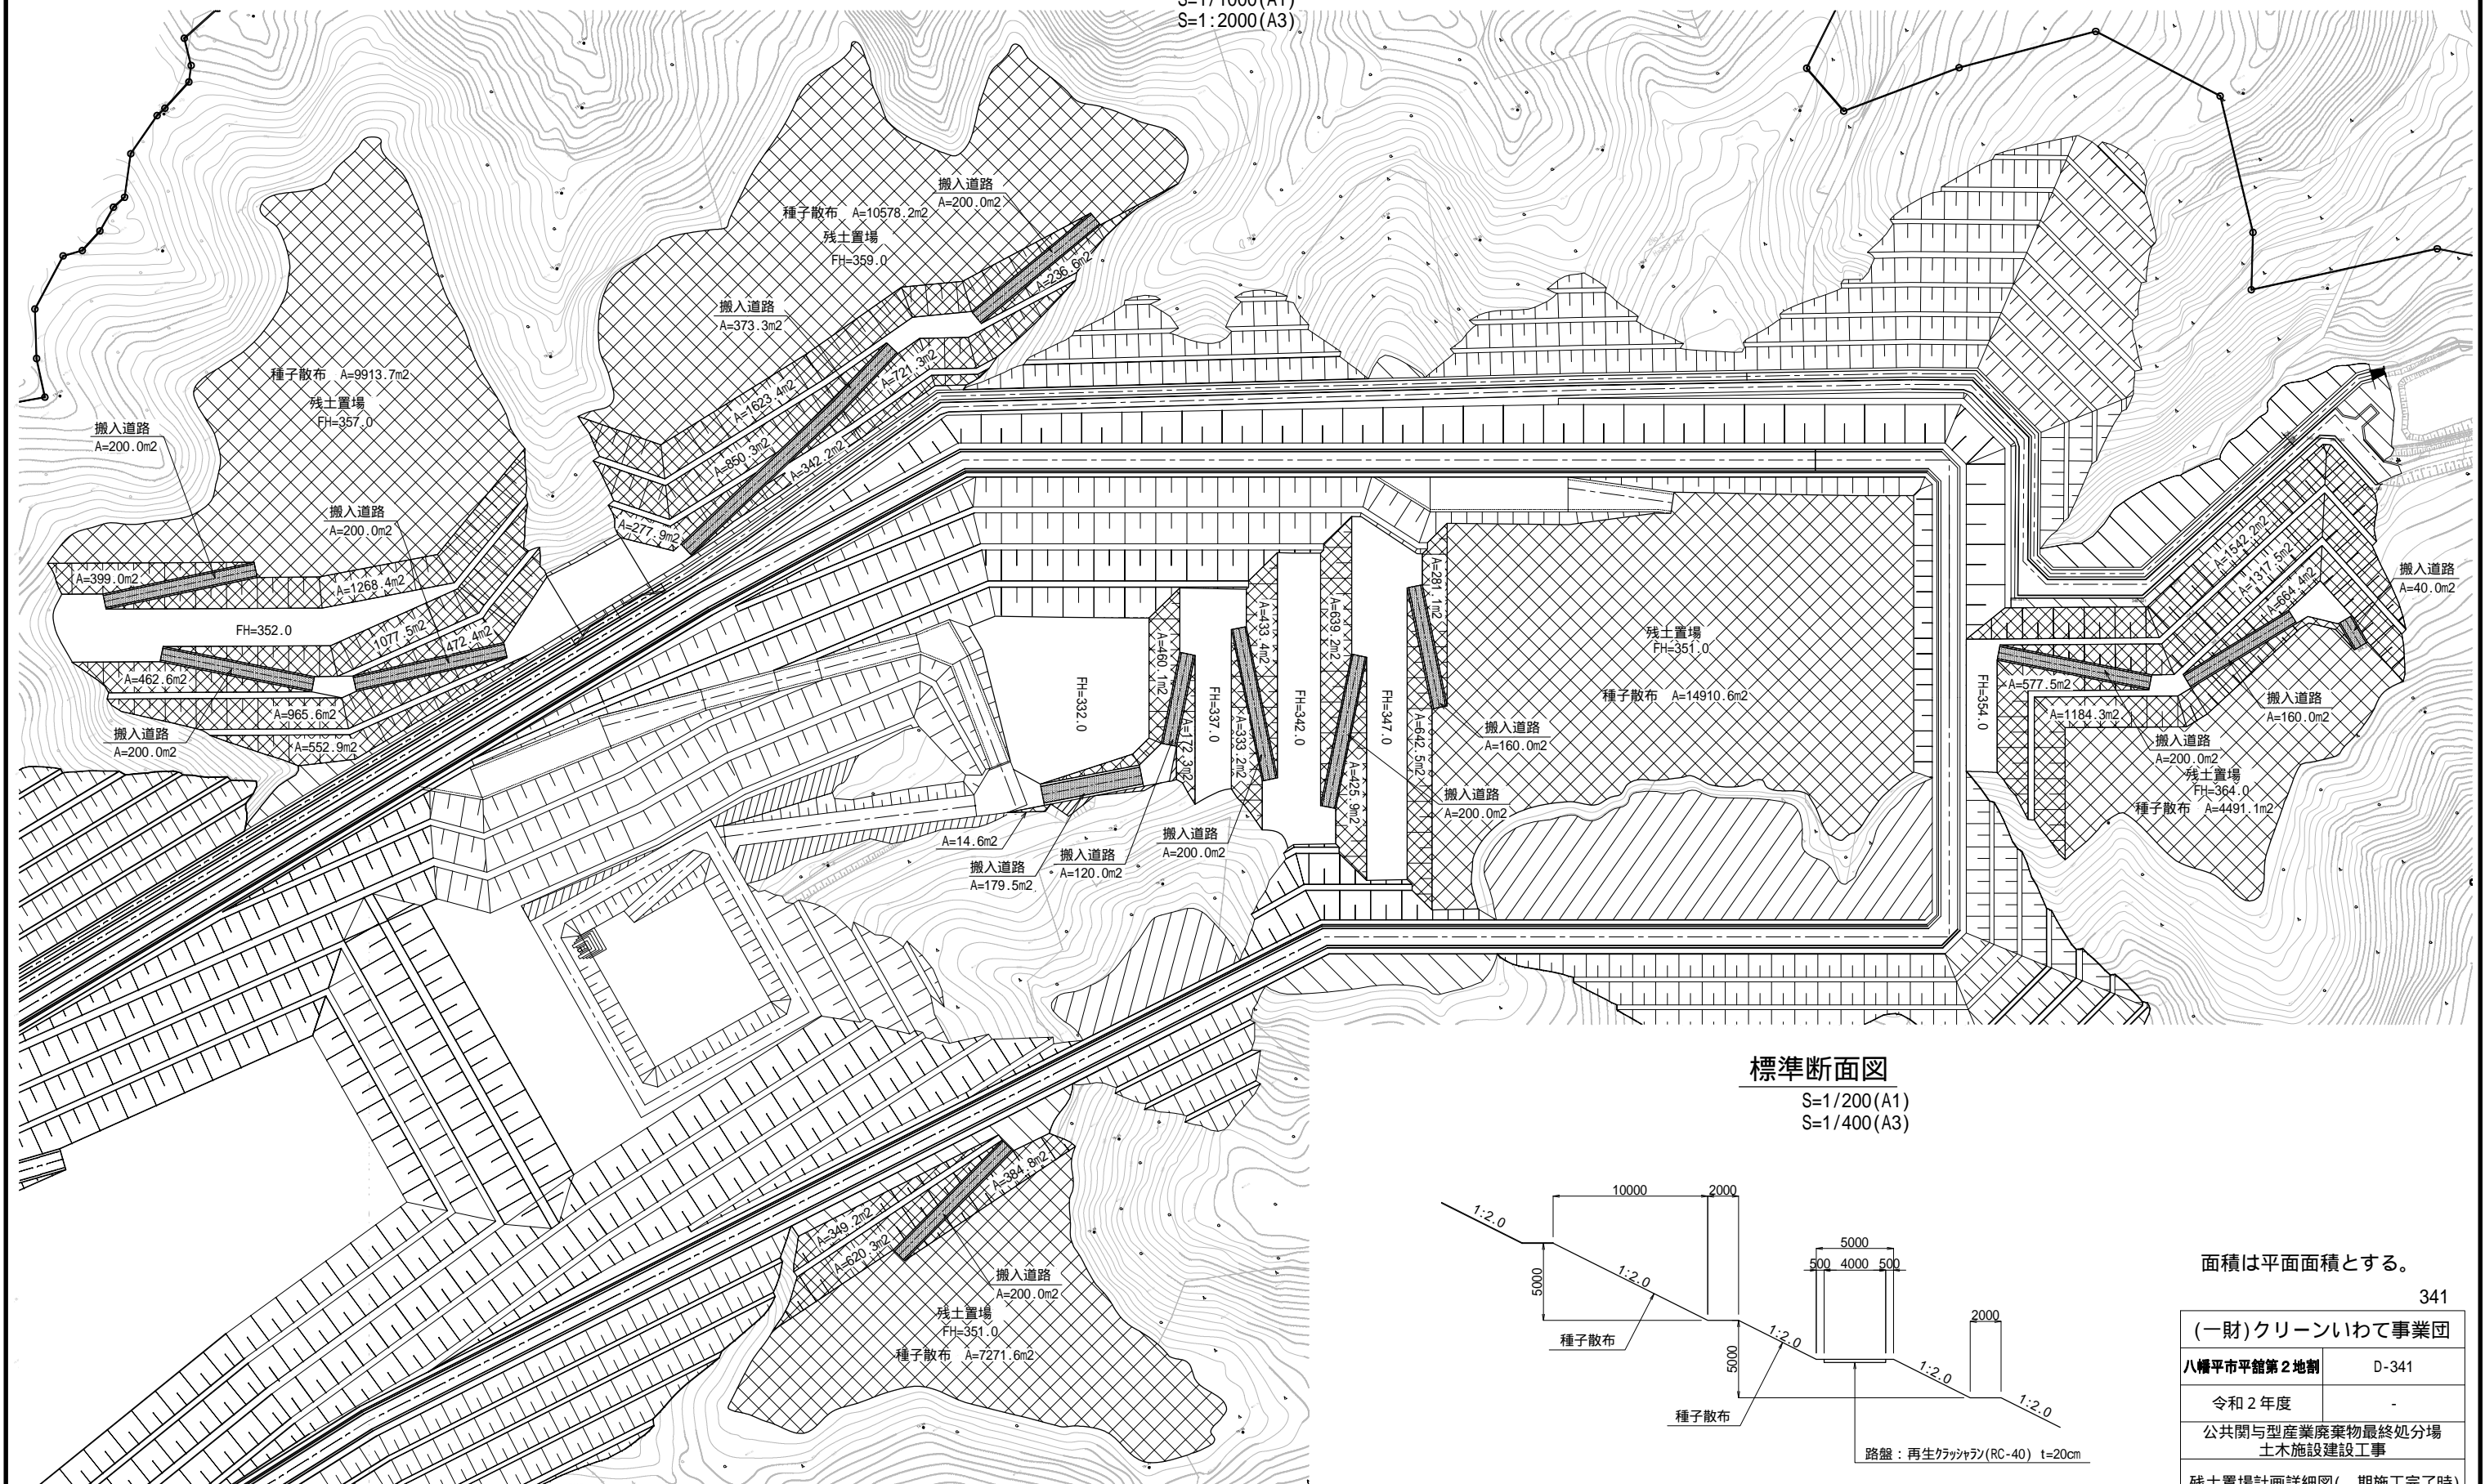 S=1/1000(A1)
S=1:2000(A3)
搬入道路
A=200.0m2
種子散布 A=10578.2m2
残土置場
FH=359.0
A=236.6m2
搬入道路
A=373.3m2
A=721.3m2
A=1623.4m2
A=850.3m2
A=342.2m2
A=277.9m2
種子散布 A=9913.7m2
残土置場
FH=357.0
搬入道路
A=200.0m2
搬入道路
A=200.0m2
A=399.0m2
A=1268.4m2
FH=352.0
1077.5m2
472.4m2
A=462.6m2
A=965.6m2
搬入道路
A=200.0m2
A=552.9m2
FH=332.0
A=460.1m2
A=172.3m2
FH=337.0
A=433.4m2
A=333.2m2
FH=342.0
A=639.2m2
A=425.9m2
FH=347.0
A=281.1m2
A=642.5m2
残土置場
FH=351.0
種子散布 A=14910.6m2
搬入道路
A=160.0m2
搬入道路
A=200.0m2
搬入道路
A=200.0m2
搬入道路
A=120.0m2
A=14.6m2
搬入道路
A=179.5m2
A=1542.2m2
A=1317.5m2
A=664.4m2
搬入道路
A=40.0m2
FH=354.0
A=577.5m2
搬入道路
A=160.0m2
A=1184.3m2
搬入道路
A=200.0m2
残土置場
FH=364.0
種子散布 A=4491.1m2
A=384.8m2
A=349.2m2
A=620.3m2
搬入道路
A=200.0m2
残土置場
FH=351.0
種子散布 A=7271.6m2
標準断面図
S=1/200(A1)
S=1/400(A3)
10000
2000
1:2.0
5000
1:2.0
種子散布
5000
500 4000 500
1:2.0
5000
種子散布
1:2.0
2000
1:2.0
路盤：再生クラッシャラン(RC-40) t=20cm
面積は平面面積とする。
341
(一財)クリーンいわて事業団
八幡平市平舘第２地割
D-341
令和２年度
-
公共関与型産業廃棄物最終処分場
土木施設建設工事
残土置場計画詳細図( 期施工完了時)